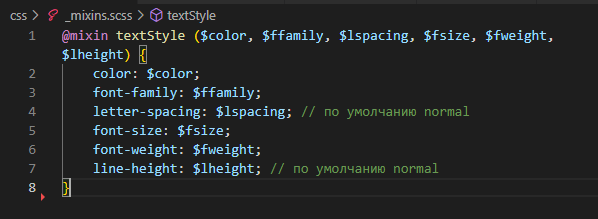 css > _mixins.scss > textStyle
1 @mixin textStyle ($color, $ffamily, $lspacing, $fsize, $fweight,
$lheight) {
2 color: $color;
3 font-family: $ffamily;
4 letter-spacing: $lspacing; // по умолчанию normal
5 font-size: $fsize;
6 font-weight: $fweight;
7 line-height: $lheight; // по умолчанию normal
8 }